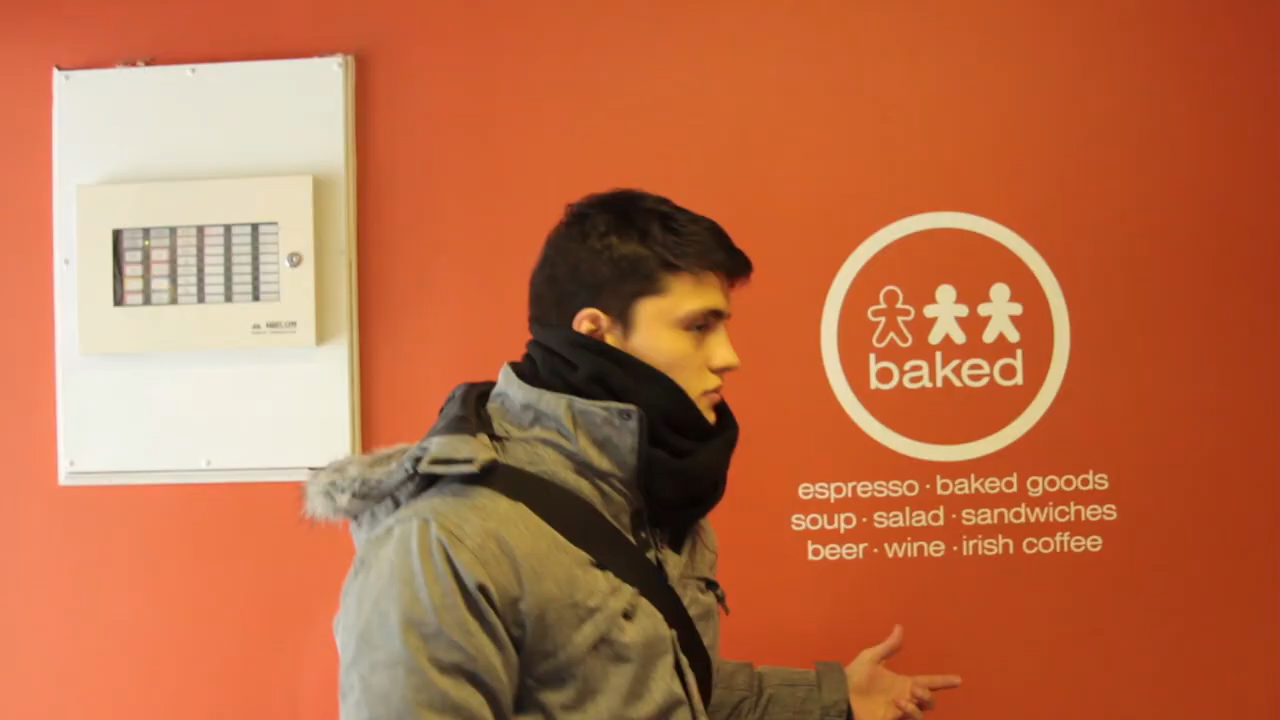 baked
espresso · baked goods
soup · salad · sandwiches
beer · wine · irish coffee